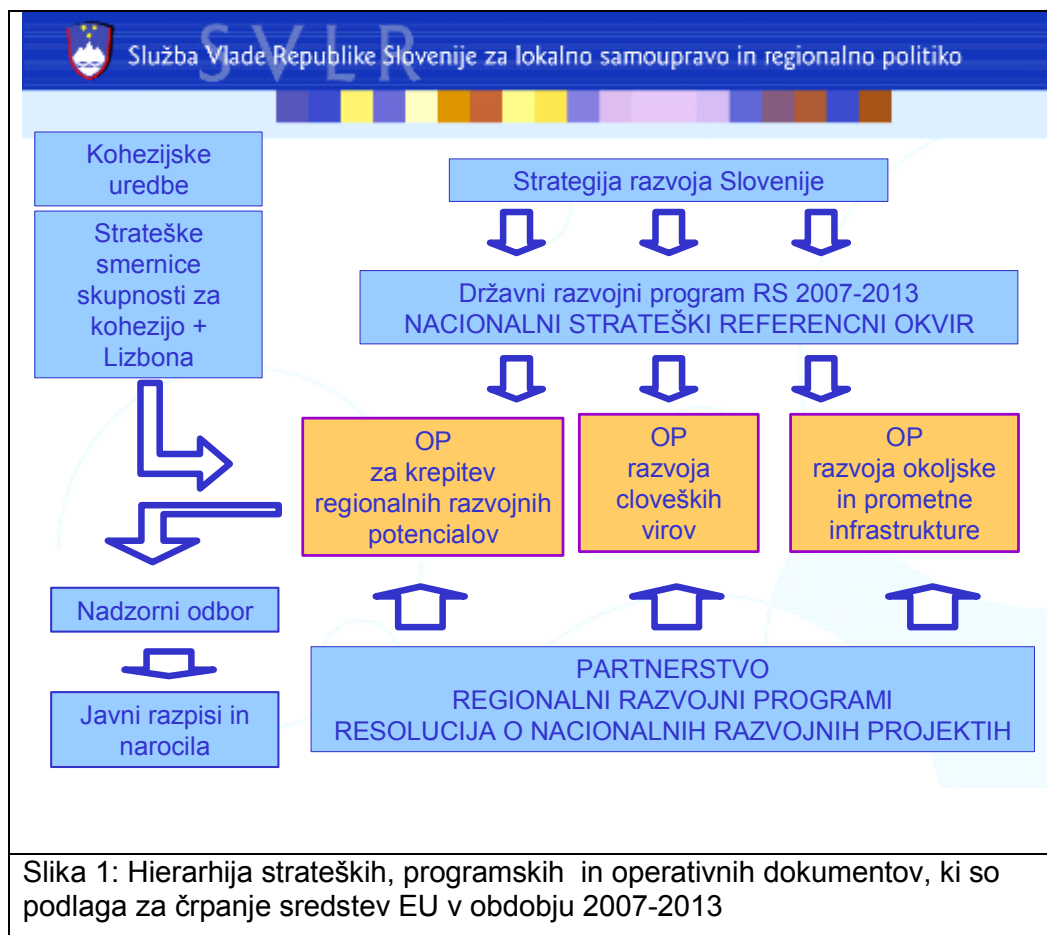 SVLR
Služba Vlade Republike Slovenije za lokalno samoupravo in regionalno politiko
Kohezijske
uredbe
Strateške
smernice
skupnosti za
kohezijo +
Lizbona
Strategija razvoja Slovenije
Državni razvojni program RS 2007-2013
NACIONALNI STRATEŠKI REFERENCNI OKVIR
OP
za krepitev
regionalnih razvojnih
potencialov
OP
razvoja
cloveških
virov
OP
razvoja okoljske
in prometne
infrastrukture
Nadzorni odbor
Javni razpisi in
narocila
PARTNERSTVO
REGIONALNI RAZVOJNI PROGRAMI
RESOLUCIJA O NACIONALNIH RAZVOJNIH PROJEKTIH
Slika 1: Hierarhija strateških, programskih in operativnih dokumentov, ki so
podlaga za črpanje sredstev EU v obdobju 2007-2013